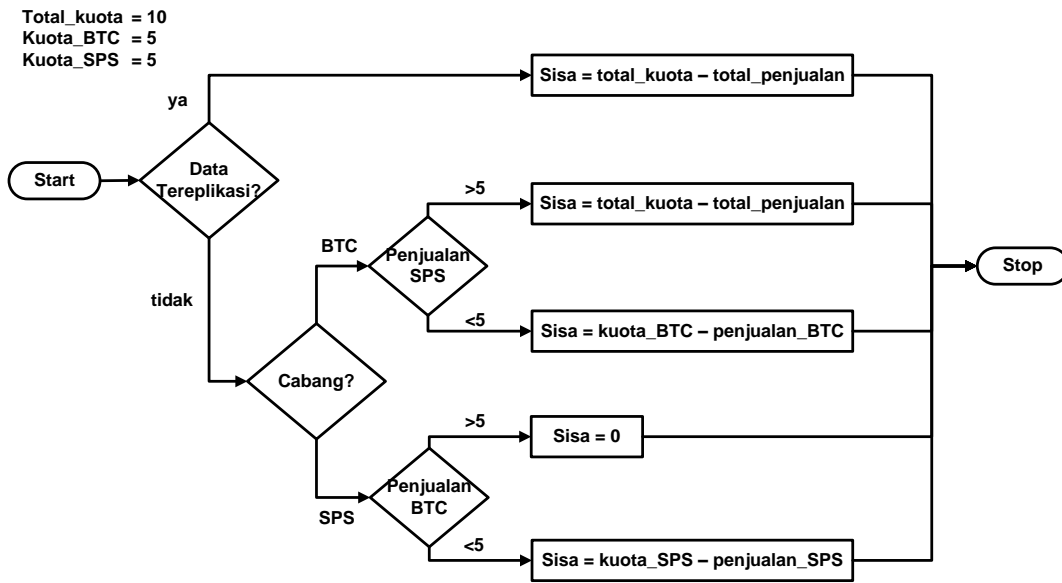 Total_kuota = 10
Kuota_BTC = 5
Kuota_SPS = 5
ya
Sisa = total_kuota – total_penjualan
Start
Data
Tereplikasi?
>5
Sisa = total_kuota – total_penjualan
BTC
Penjualan
SPS
Stop
tidak
<5
Sisa = kuota_BTC – penjualan_BTC
Cabang?
>5
Sisa = 0
Penjualan
BTC
SPS
<5
Sisa = kuota_SPS – penjualan_SPS